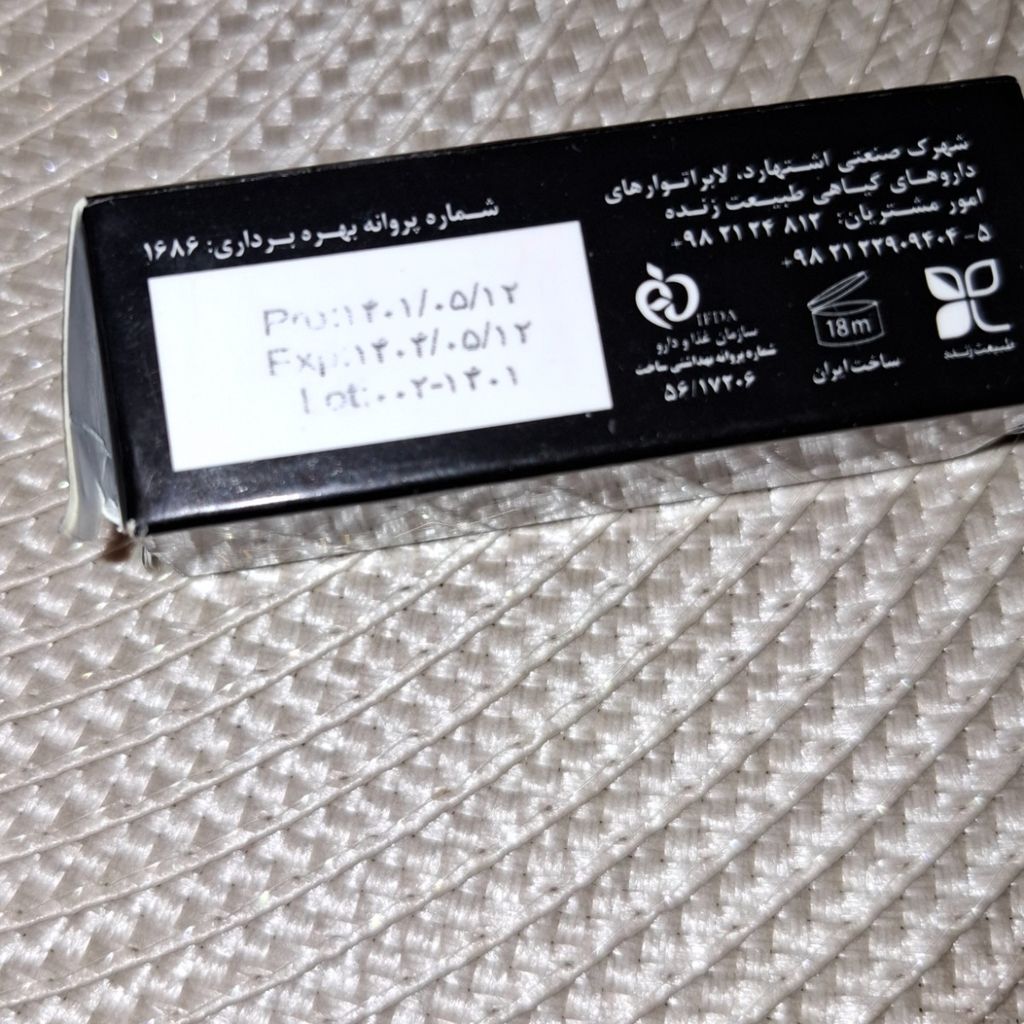 شهرک صنعتی اشتهارد، لابراتوارهای
داروهای گیاهی طبیعت زنده
امور مشتریان: ۸۱۲ ۲۴ ۲۱ ۹۸+
+۹۸ ۲۱ ۲۲۹۰۹۴۰۴ -۵
شماره پروانه بهره برداری: ۱۶۸۶
Pro:۱۴۰۱/۰۵/۱۲
Exp:۱۴۰۴/۰۵/۱۲
Lot:۰۰۲-۱۴۰۱
IFDA
سازمان غذا و دارو
شماره پروانه بهداشتی ساخت
۵۶/۱۷۲۰۶
18 m
ساخت ایران
طبیعت زنده